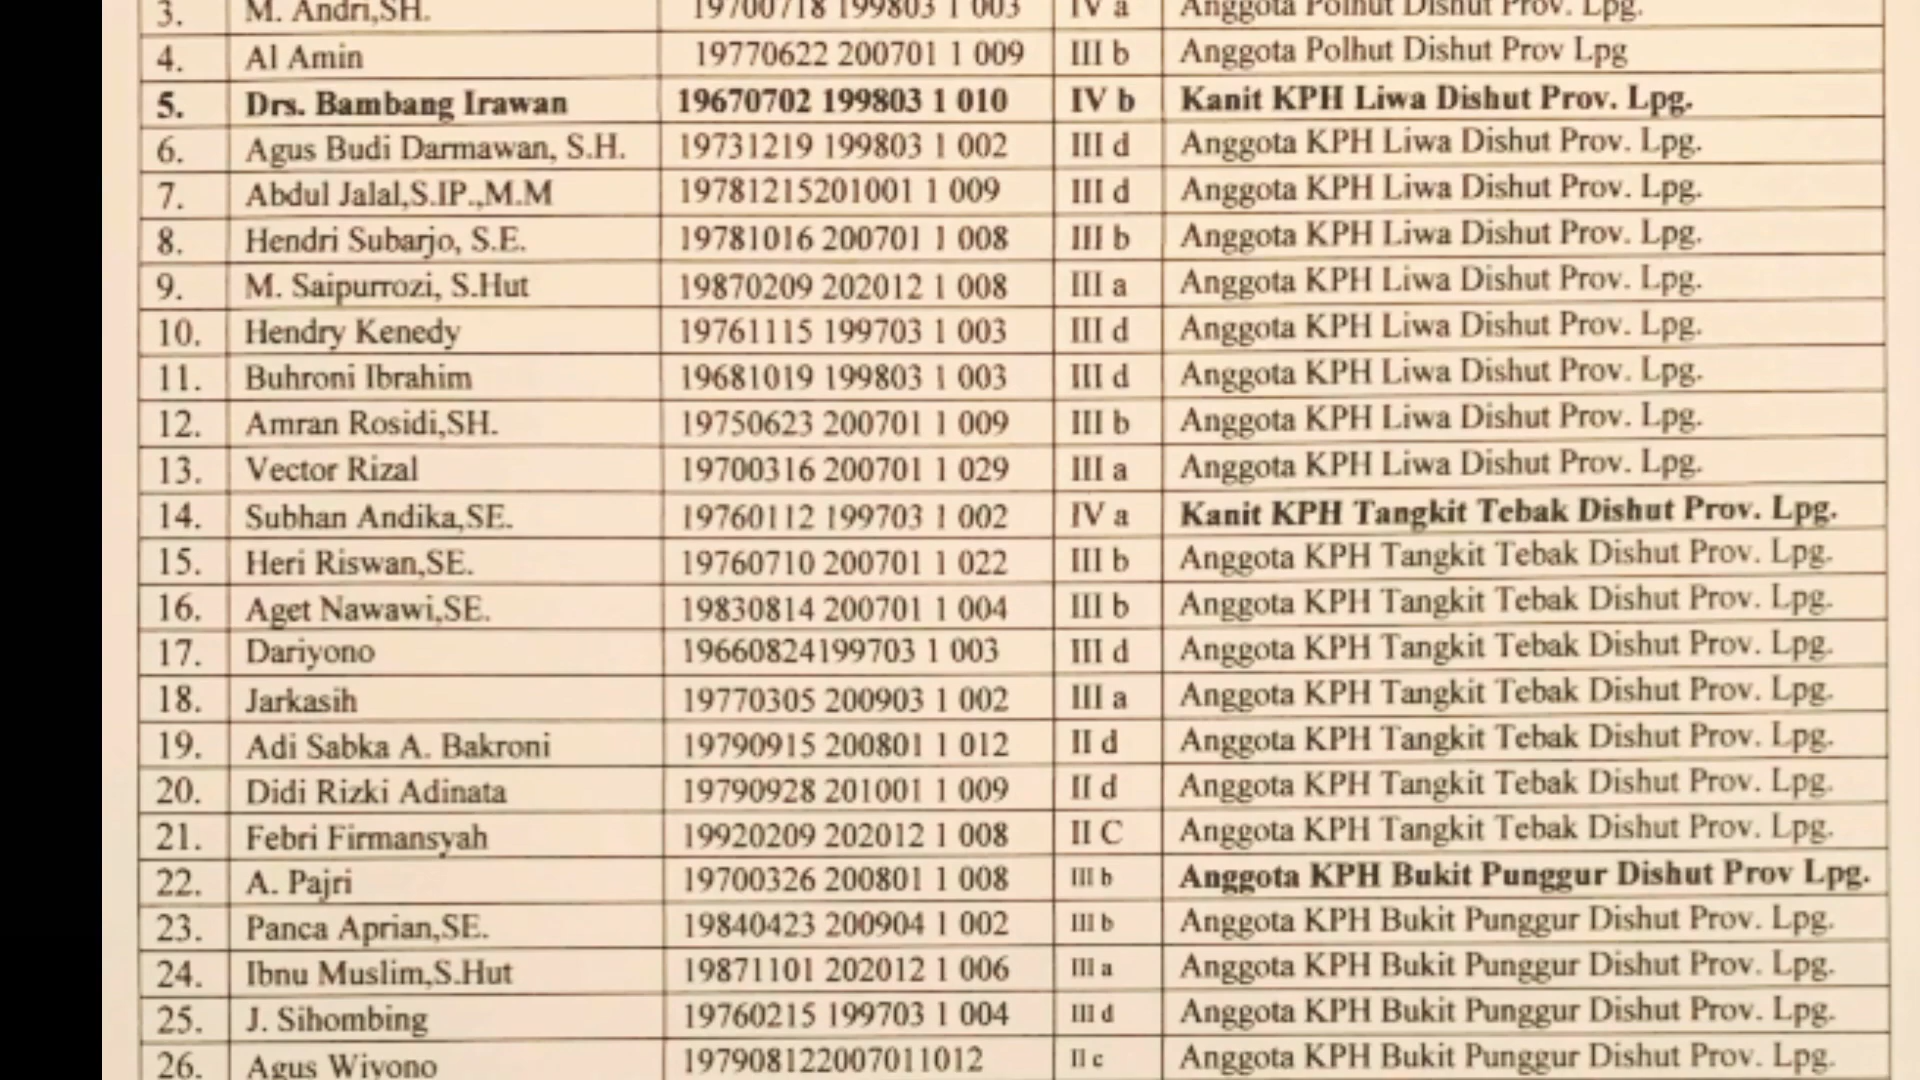 3. M. Andri,SH. 19700718 199803 1 003 IV a Anggota Polhut Dishut Prov. Lpg.
4. Al Amin 19770622 200701 1 009 III b Anggota Polhut Dishut Prov Lpg
5. Drs. Bambang Irawan 19670702 199803 1 010 IV b Kanit KPH Liwa Dishut Prov. Lpg.
6. Agus Budi Darmawan, S.H. 19731219 199803 1 002 III d Anggota KPH Liwa Dishut Prov. Lpg.
7. Abdul Jalal,S.IP.,M.M 19781215201001 1 009 III d Anggota KPH Liwa Dishut Prov. Lpg.
8. Hendri Subarjo, S.E. 19781016 200701 1 008 III b Anggota KPH Liwa Dishut Prov. Lpg.
9. M. Saipurrozi, S.Hut 19870209 202012 1 008 III a Anggota KPH Liwa Dishut Prov. Lpg.
10. Hendry Kenedy 19761115 199703 1 003 III d Anggota KPH Liwa Dishut Prov. Lpg.
11. Buhroni Ibrahim 19681019 199803 1 003 III d Anggota KPH Liwa Dishut Prov. Lpg.
12. Amran Rosidi,SH. 19750623 200701 1 009 III b Anggota KPH Liwa Dishut Prov. Lpg.
13. Vector Rizal 19700316 200701 1 029 III a Anggota KPH Liwa Dishut Prov. Lpg.
14. Subhan Andika,SE. 19760112 199703 1 002 IV a Kanit KPH Tangkit Tebak Dishut Prov. Lpg.
15. Heri Riswan,SE. 19760710 200701 1 022 III b Anggota KPH Tangkit Tebak Dishut Prov. Lpg.
16. Aget Nawawi,SE. 19830814 200701 1 004 III b Anggota KPH Tangkit Tebak Dishut Prov. Lpg.
17. Dariyono 19660824199703 1 003 III d Anggota KPH Tangkit Tebak Dishut Prov. Lpg.
18. Jarkasih 19770305 200903 1 002 III a Anggota KPH Tangkit Tebak Dishut Prov. Lpg.
19. Adi Sabka A. Bakroni 19790915 200801 1 012 II d Anggota KPH Tangkit Tebak Dishut Prov. Lpg.
20. Didi Rizki Adinata 19790928 201001 1 009 II d Anggota KPH Tangkit Tebak Dishut Prov. Lpg.
21. Febri Firmansyah 19920209 202012 1 008 II C Anggota KPH Tangkit Tebak Dishut Prov. Lpg.
22. A. Pajri 19700326 200801 1 008 III b Anggota KPH Bukit Punggur Dishut Prov Lpg.
23. Panca Aprian,SE. 19840423 200904 1 002 III b Anggota KPH Bukit Punggur Dishut Prov. Lpg.
24. Ibnu Muslim,S.Hut 19871101 202012 1 006 III a Anggota KPH Bukit Punggur Dishut Prov. Lpg.
25. J. Sihombing 19760215 199703 1 004 III d Anggota KPH Bukit Punggur Dishut Prov. Lpg.
26. Agus Wiyono 197908122007011012 II c Anggota KPH Bukit Punggur Dishut Prov. Lpg.